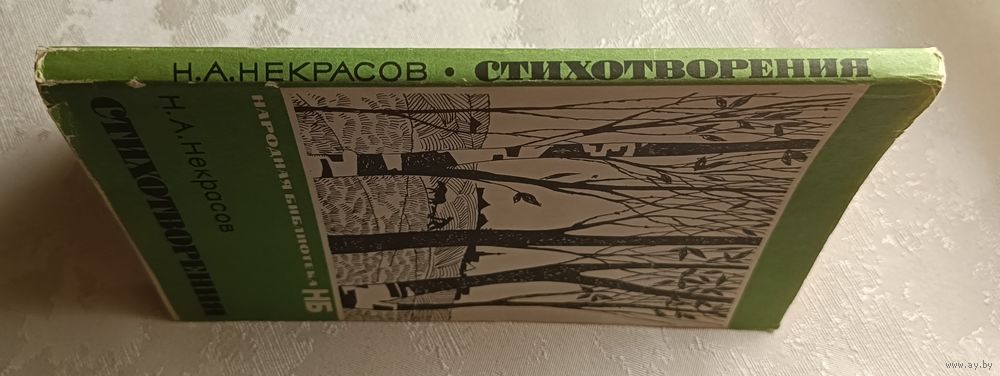 Н.А.НЕКРАСОВ • СТИХОТВОРЕНИЯ
Н.А.Некрасов
СТИХОТВОРЕНИЯ
НАРОДНАЯ БИБЛИОТЕКА
НБ
www.ay.by